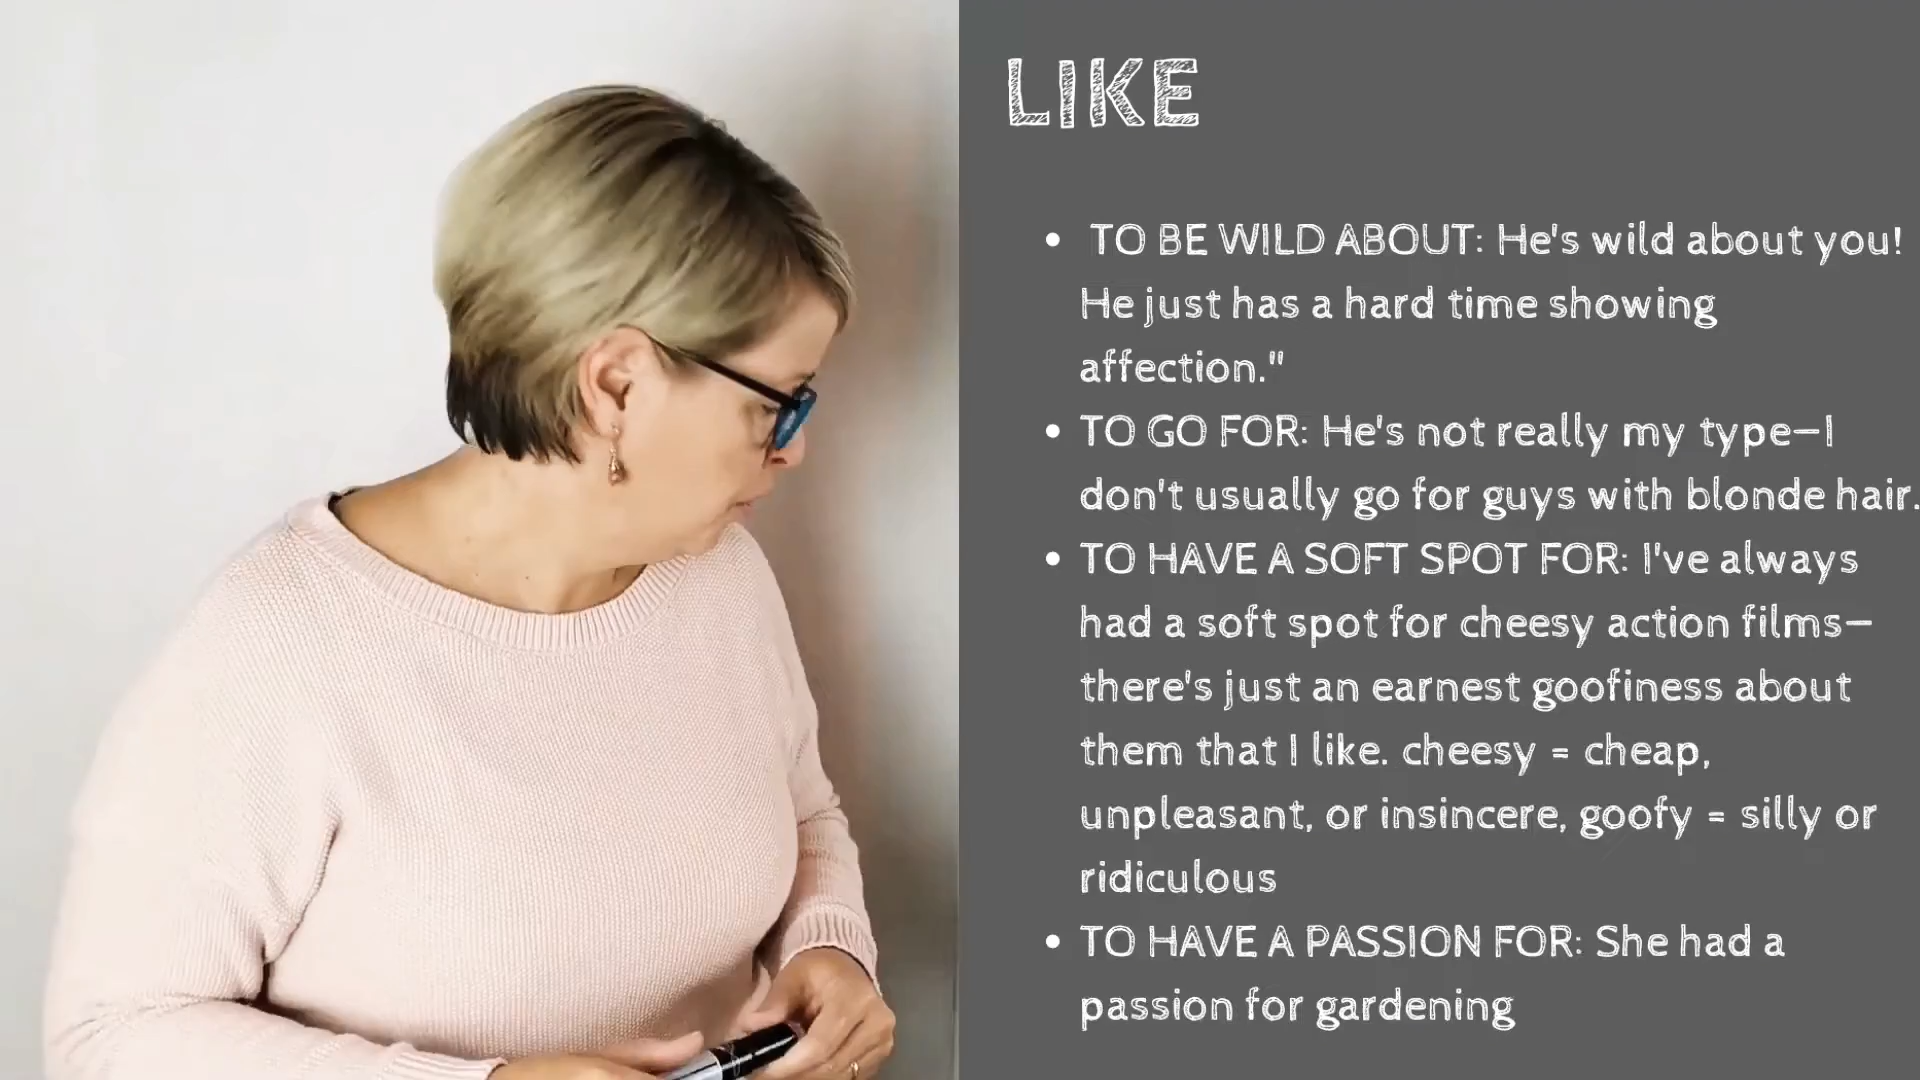 LIKE
TO BE WILD ABOUT: He's wild about you!
He just has a hard time showing
affection."
TO GO FOR: He's not really my type—I
don't usually go for guys with blonde hair.
TO HAVE A SOFT SPOT FOR: I've always
had a soft spot for cheesy action films—
there's just an earnest goofiness about
them that I like. cheesy = cheap,
unpleasant, or insincere, goofy = silly or
ridiculous
TO HAVE A PASSION FOR: She had a
passion for gardening